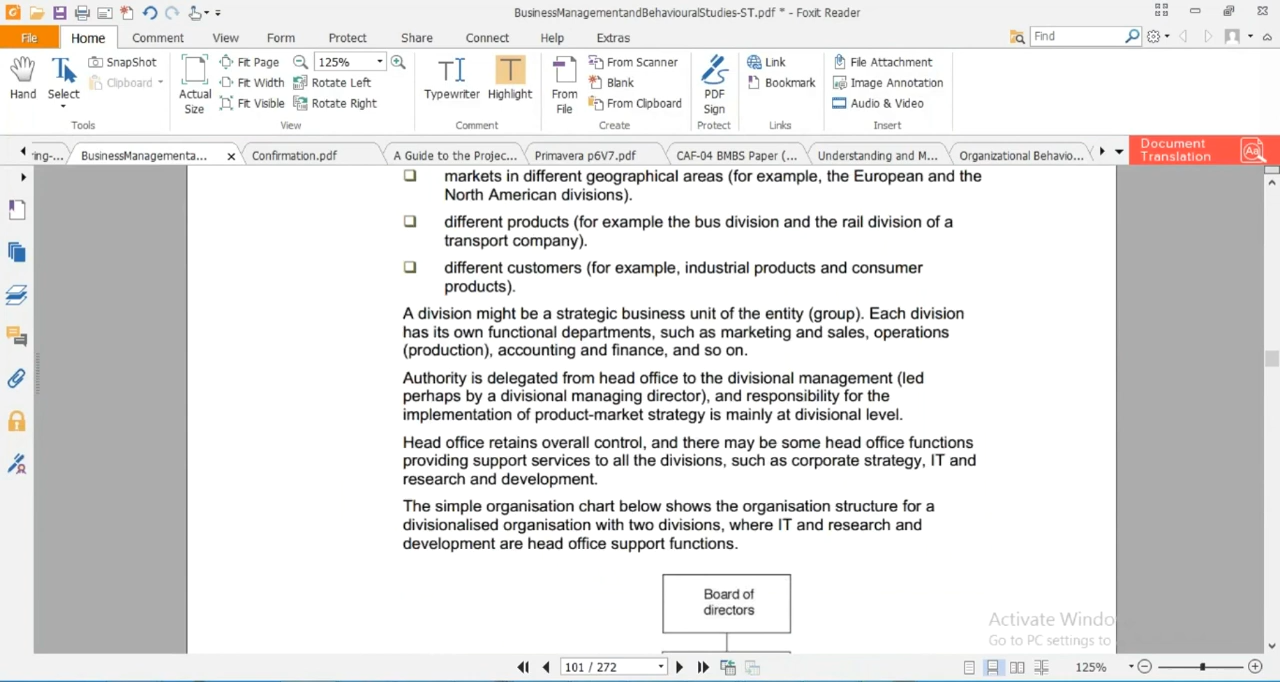 BusinessManagementandBehaviouralStudies-ST.pdf * - Foxit Reader
File Home Comment View Form Protect Share Connect Help Extras Find
Hand Select SnapShot Clipboard Actual Size Fit Page Fit Width Fit Visible 125% Rotate Left Rotate Right Typewriter Highlight From File From Scanner Blank From Clipboard PDF Sign Link Bookmark File Attachment Image Annotation Audio & Video
Tools View Comment Create Protect Links Insert
ring-... BusinessManagementa... Confirmation.pdf A Guide to the Projec... Primavera p6V7.pdf CAF-04 BMBS Paper (... Understanding and M... Organizational Behavio... Document Translation
markets in different geographical areas (for example, the European and the
North American divisions).
different products (for example the bus division and the rail division of a
transport company).
different customers (for example, industrial products and consumer
products).
A division might be a strategic business unit of the entity (group). Each division
has its own functional departments, such as marketing and sales, operations
(production), accounting and finance, and so on.
Authority is delegated from head office to the divisional management (led
perhaps by a divisional managing director), and responsibility for the
implementation of product-market strategy is mainly at divisional level.
Head office retains overall control, and there may be some head office functions
providing support services to all the divisions, such as corporate strategy, IT and
research and development.
The simple organisation chart below shows the organisation structure for a
divisionalised organisation with two divisions, where IT and research and
development are head office support functions.
Board of
directors
Activate Windo
Go to PC settings to
101 / 272 125%